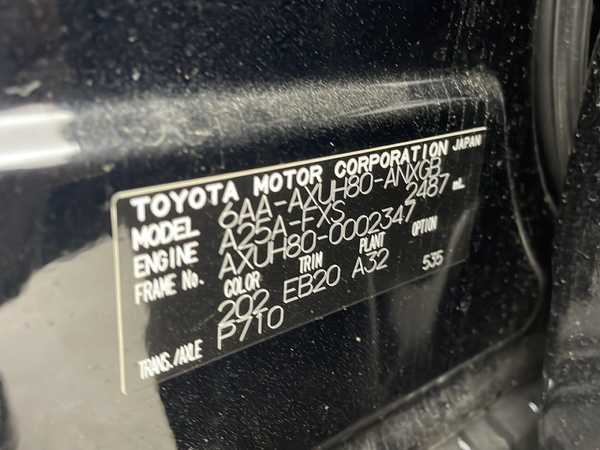 TOYOTA MOTOR CORPORATION JAPAN
MODEL 6AA-AXUH80-ANXGB
ENGINE A25A-FXS 2487 mL
FRAME NO. AXUH80-0002347
COLOR TRIM PLANT OPTION
202 EB20 A32 535
TRANS./AXLE P710